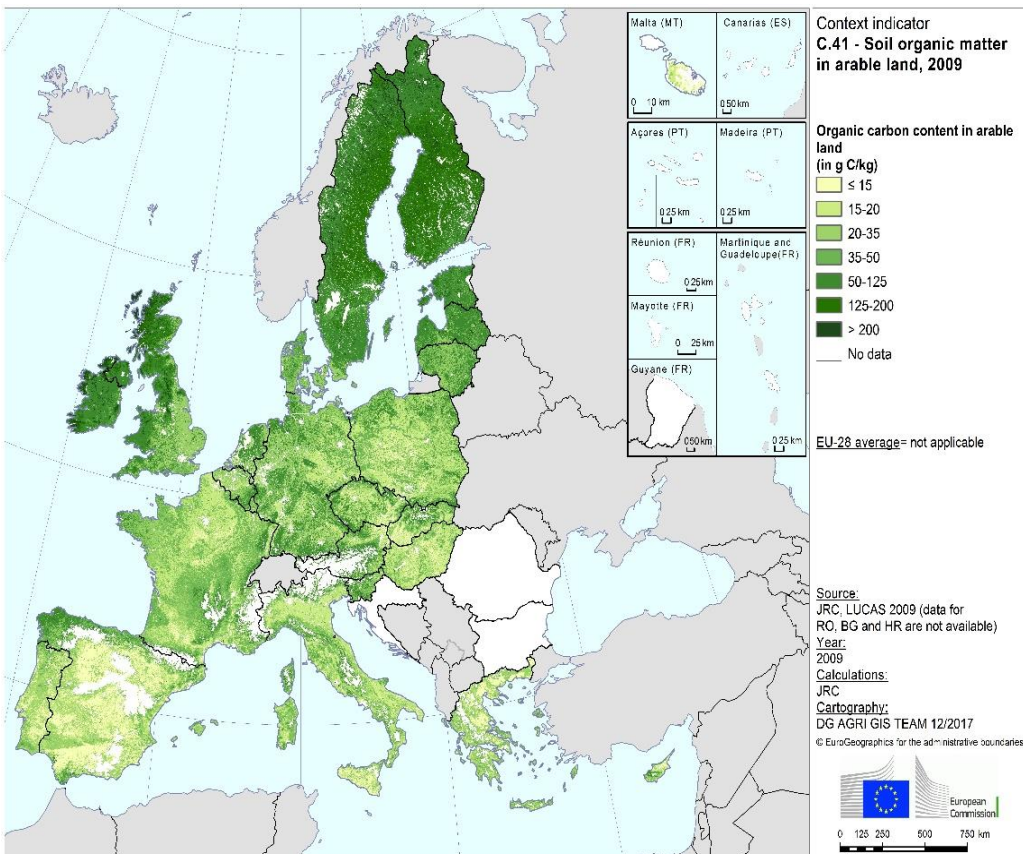 Malta (MT)
Canarias (ES)
0 10 km
0 50 km
Açores (PT)
Madeira (PT)
0 25 km
0 25 km
Réunion (FR)
Martinique and
Guadeloupe(FR)
0 25 km
Mayotte (FR)
0 25 km
Guyane (FR)
0 50 km
0 25 km
Context indicator
C.41 - Soil organic matter
in arable land, 2009
Organic carbon content in arable
land
(in g C/kg)
≤ 15
15-20
20-35
35-50
50-125
125-200
> 200
No data
EU-28 average= not applicable
Source:
JRC, LUCAS 2009 (data for
RO, BG and HR are not available)
Year:
2009
Calculations:
JRC
Cartography:
DG AGRI GIS TEAM 12/2017
© EuroGeographics for the administrative boundaries
European
Commission
0 125 250 500 750 km